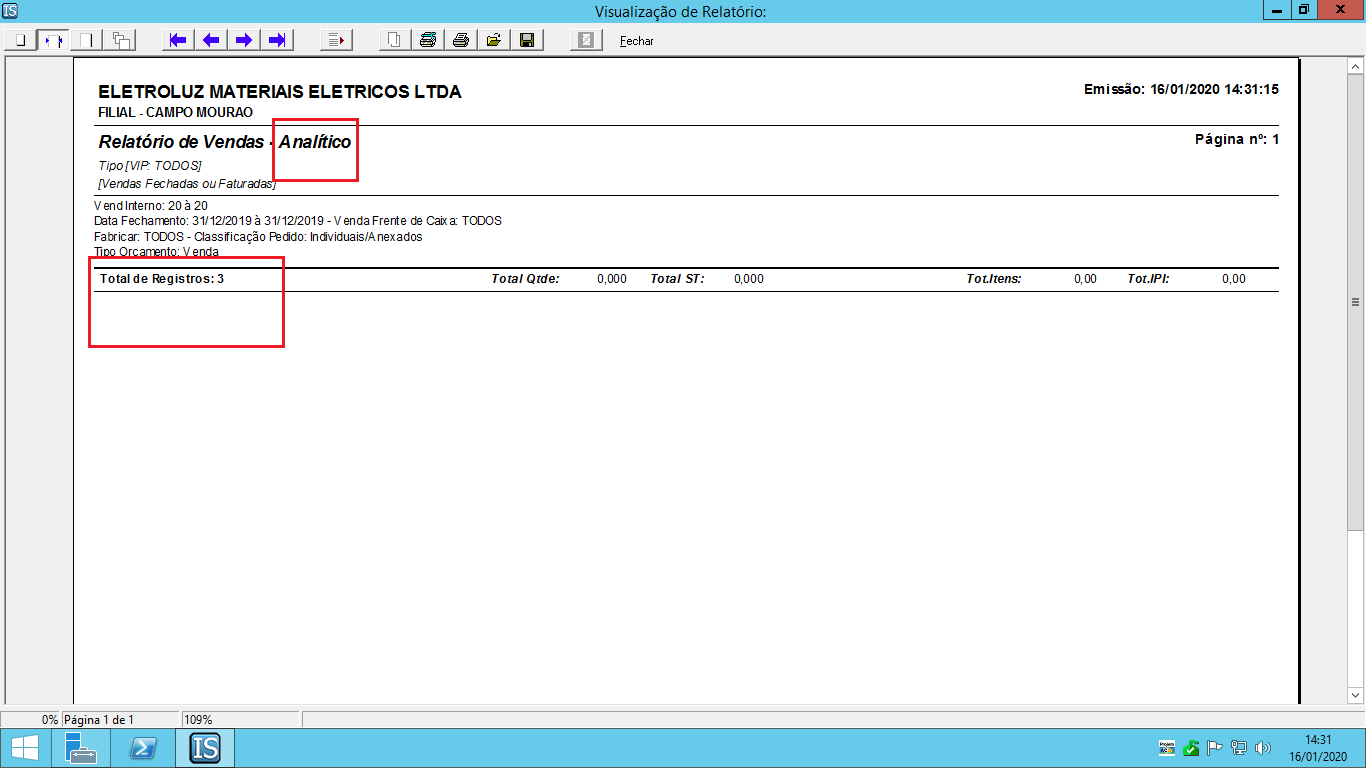 IS Visualização de Relatório:
Fechar
ELETROLUZ MATERIAIS ELETRICOS LTDA
Emissão: 16/01/2020 14:31:15
FILIAL - CAMPO MOURAO
Relatório de Vendas - Analítico
Página nº: 1
Tipo [VIP: TODOS]
[Vendas Fechadas ou Faturadas]
Vend Interno: 20 à 20
Data Fechamento: 31/12/2019 à 31/12/2019 - Venda Frente de Caixa: TODOS
Fabricar: TODOS - Classificação Pedido: Individuais/Anexados
Tipo Orcamento: Venda
Total de Registros: 3 Total Qtde: 0,000 Total ST: 0,000 Tot.Itens: 0,00 Tot.IPI: 0,00
0% Página 1 de 1 109%
IS
14:31
16/01/2020